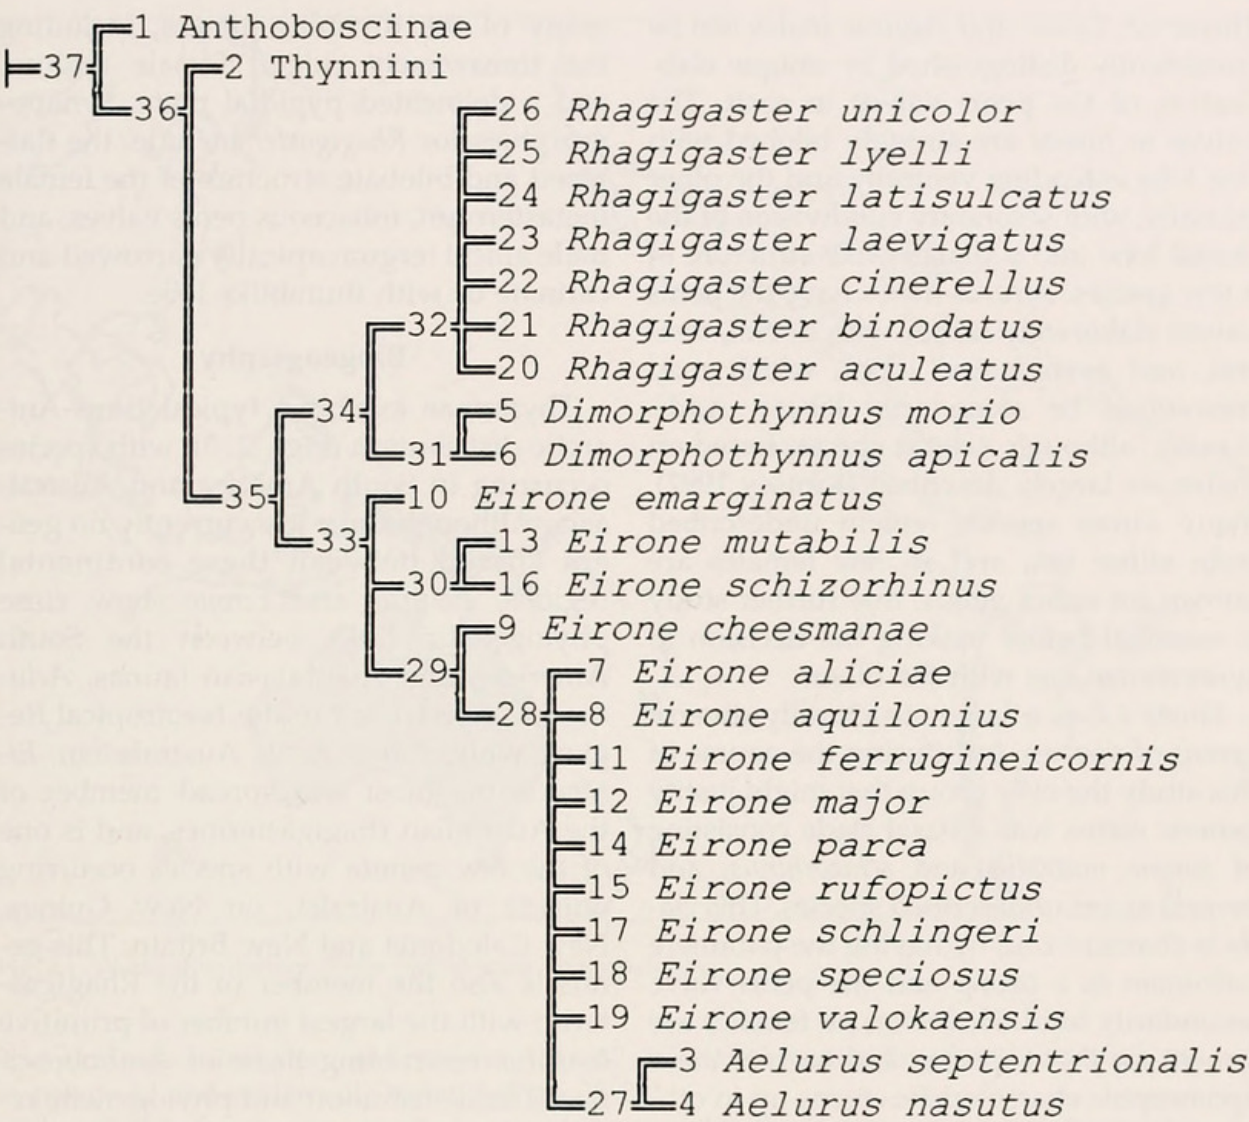 1 Anthoboscinae
37
2 Thynnini
36
26 Rhagigaster unicolor
25 Rhagigaster lyelli
24 Rhagigaster latisulcatus
23 Rhagigaster laevigatus
22 Rhagigaster cinerellus
32 21 Rhagigaster binodatus
20 Rhagigaster aculeatus
34 5 Dimorphothynnus morio
31 6 Dimorphothynnus apicalis
35 10 Eirone emarginatus
33 13 Eirone mutabilis
30 16 Eirone schizorhinus
9 Eirone cheesmanae
29 7 Eirone aliciae
28 8 Eirone aquilonius
11 Eirone ferrugineicornis
12 Eirone major
14 Eirone parca
15 Eirone rufopictus
17 Eirone schlingeri
18 Eirone speciosus
19 Eirone valokaensis
3 Aelurus septentrionalis
27 4 Aelurus nasutus